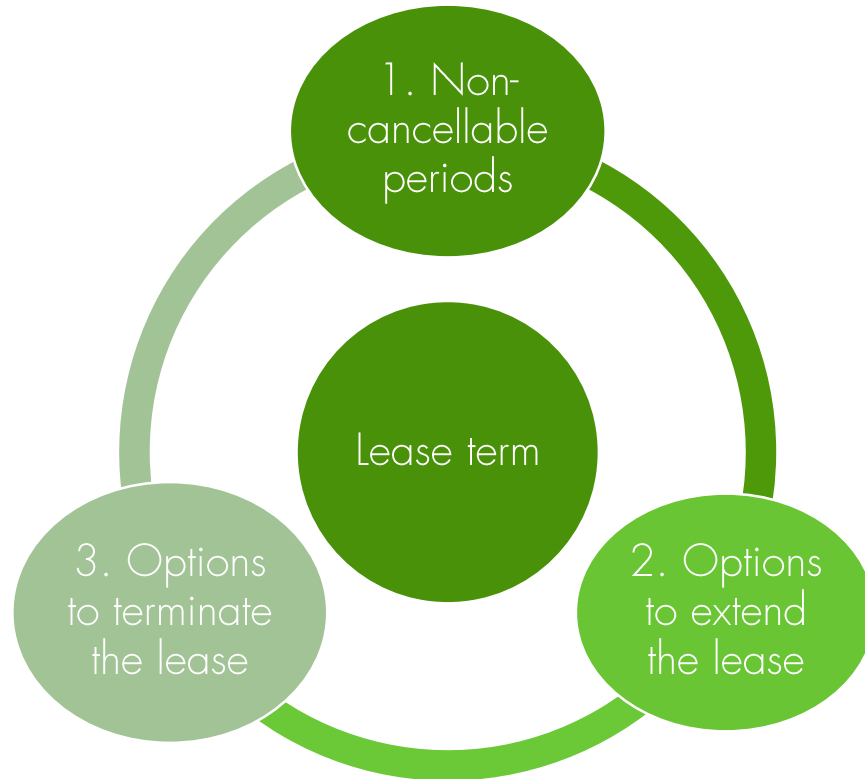 1. Non-
cancellable
periods
Lease term
3. Options
to terminate
the lease
2. Options
to extend
the lease